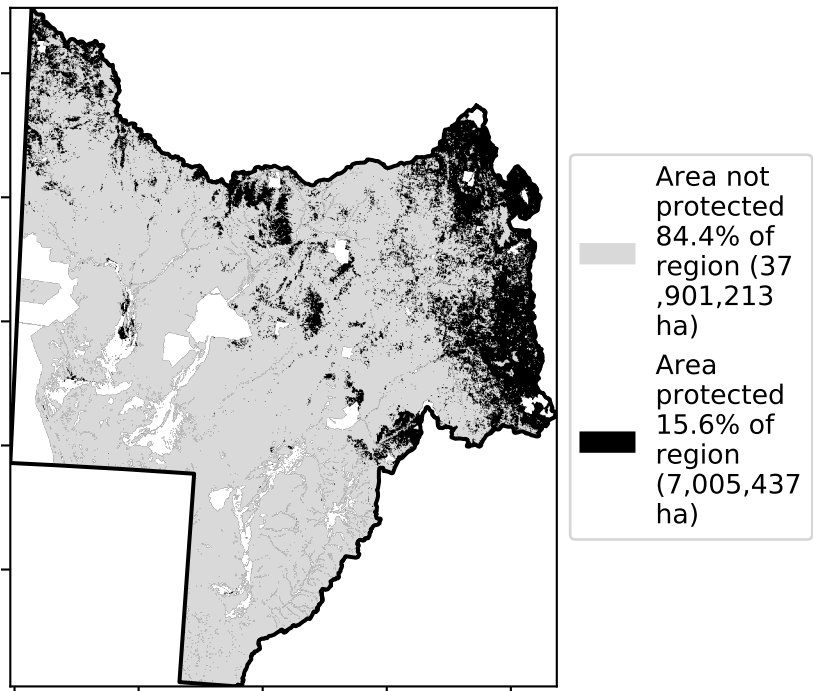 Area not
protected
84.4% of
region (37
,901,213
ha)
Area
protected
15.6% of
region
(7,005,437
ha)